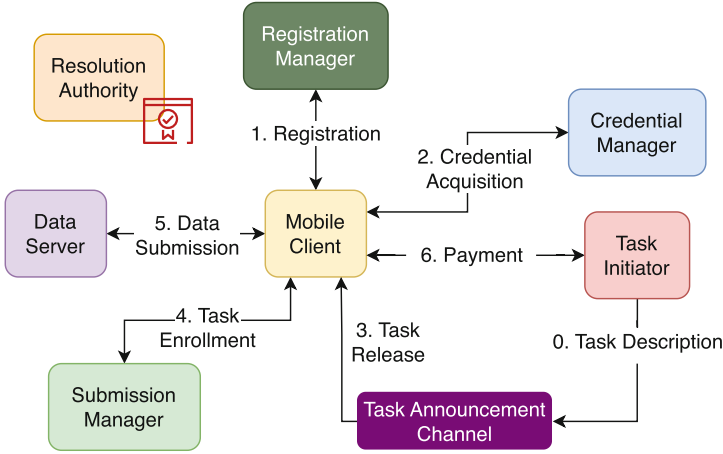 Resolution
Authority
Registration
Manager
1. Registration
Credential
Manager
2. Credential
Acquisition
Data
Server
5. Data
Submission
Mobile
Client
6. Payment
Task
Initiator
4. Task
Enrollment
3. Task
Release
0. Task Description
Submission
Manager
Task Announcement
Channel